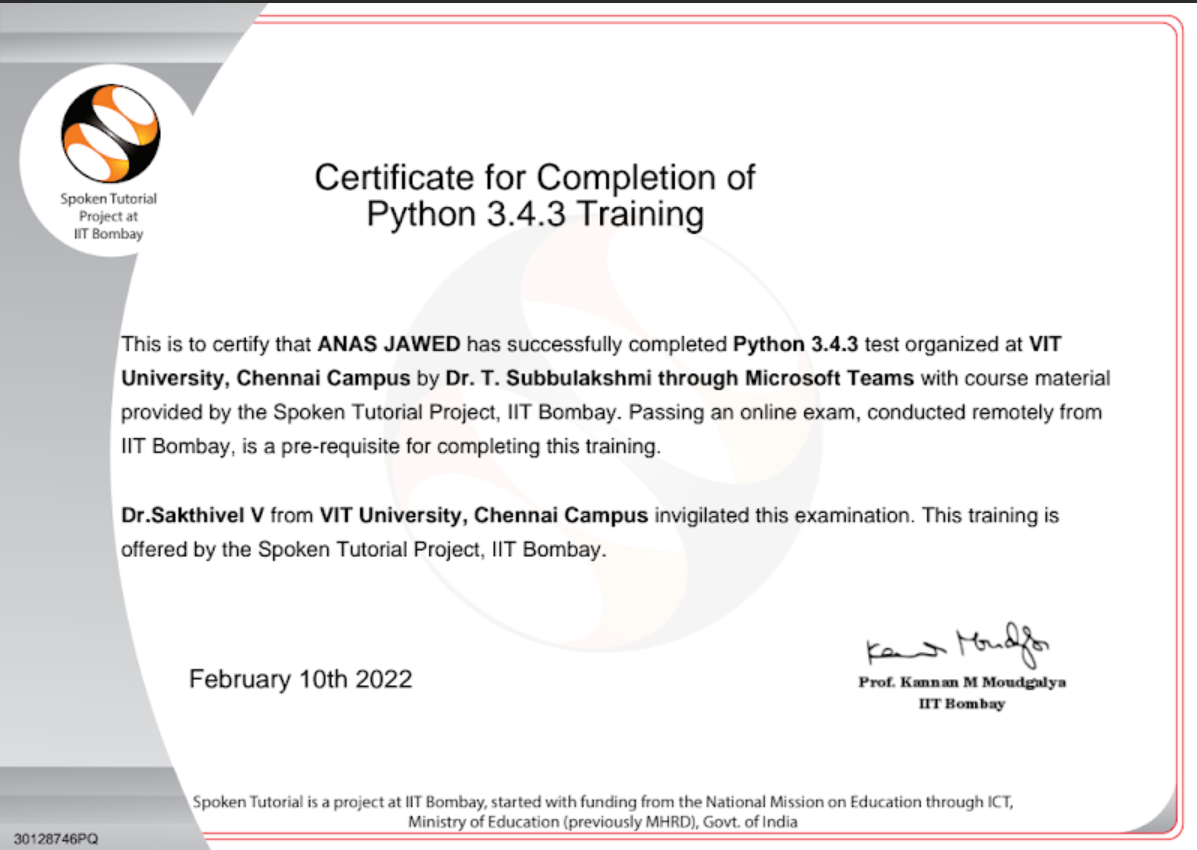 Spoken Tutorial
Project at
IIT Bombay
Certificate for Completion of
Python 3.4.3 Training
This is to certify that ANAS JAWED has successfully completed Python 3.4.3 test organized at VIT
University, Chennai Campus by Dr. T. Subbulakshmi through Microsoft Teams with course material
provided by the Spoken Tutorial Project, IIT Bombay. Passing an online exam, conducted remotely from
IIT Bombay, is a pre-requisite for completing this training.
Dr.Sakthivel V from VIT University, Chennai Campus invigilated this examination. This training is
offered by the Spoken Tutorial Project, IIT Bombay.
February 10th 2022
Prof. Kannan M Moudgalya
IIT Bombay
Spoken Tutorial is a project at IIT Bombay, started with funding from the National Mission on Education through ICT,
Ministry of Education (previously MHRD), Govt. of India
30128746PQ